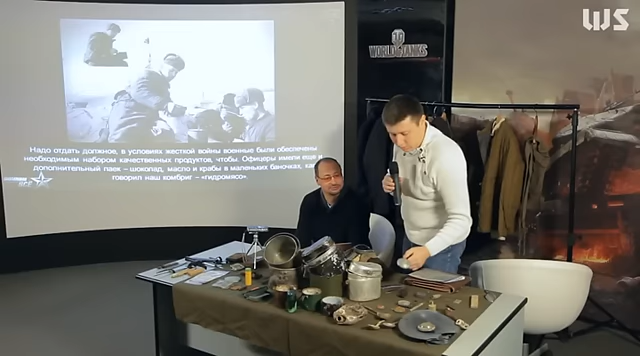 WS
WORLD TANKS
Надо отдать должное, в условиях жесткой войны военные были обеспечены
необходимым набором качественных продуктов, чтобы. Офицеры имели еще и
дополнительный паек – шоколад, масло и крабы в маленьких баночках, как
говорил наш комбриг – «гидромясо».